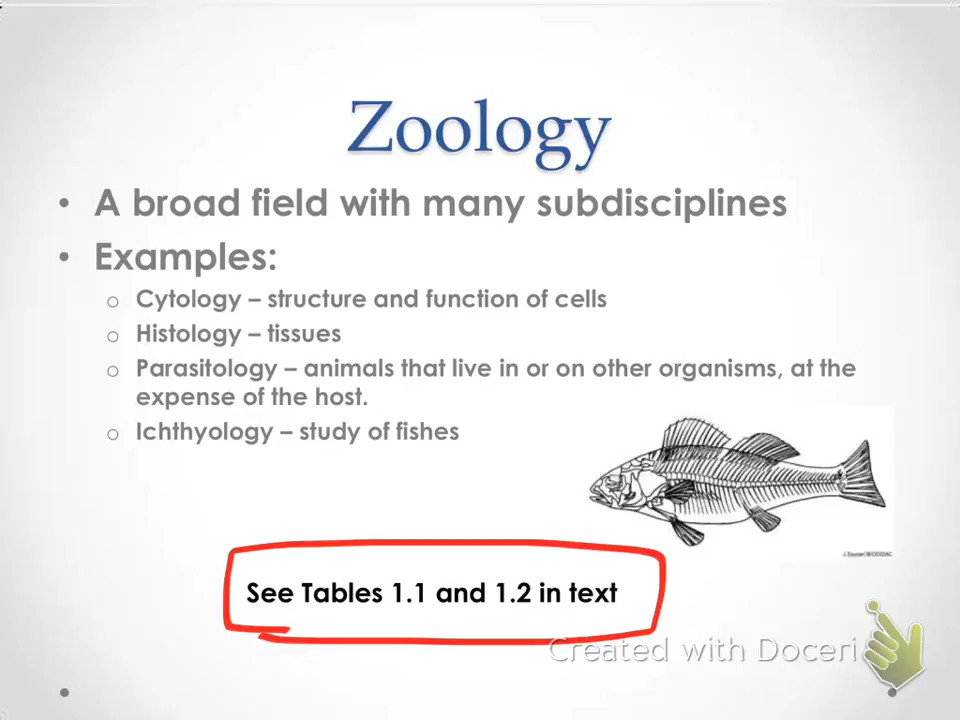 Zoology
• A broad field with many subdisciplines
• Examples:
o Cytology – structure and function of cells
o Histology – tissues
o Parasitology – animals that live in or on other organisms, at the
expense of the host.
o Ichthyology – study of fishes
See Tables 1.1 and 1.2 in text
Created with Doceri